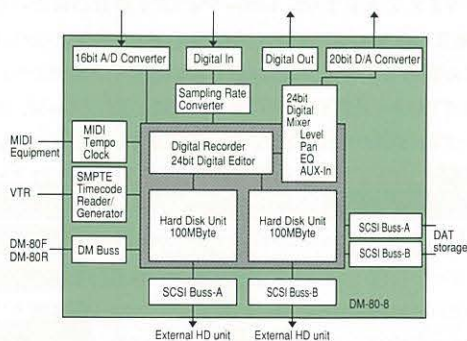 16bit A/D Converter
Digital In
Digital Out
20bit D/A Converter
Sampling Rate
Converter
24bit
Digital
Mixer
Level
Pan
EQ
AUX-In
MIDI
Equipment
MIDI
Tempo
Clock
Digital Recorder
24bit Digital Editor
VTR
SMPTE
Timecode
Reader/
Generator
Hard Disk Unit
100MByte
Hard Disk Unit
100MByte
SCSI Buss-A
SCSI Buss-B
DAT
storage
DM-80F
DM-80R
DM Buss
SCSI Buss-A
SCSI Buss-B
DM-80-8
External HD unit
External HD unit